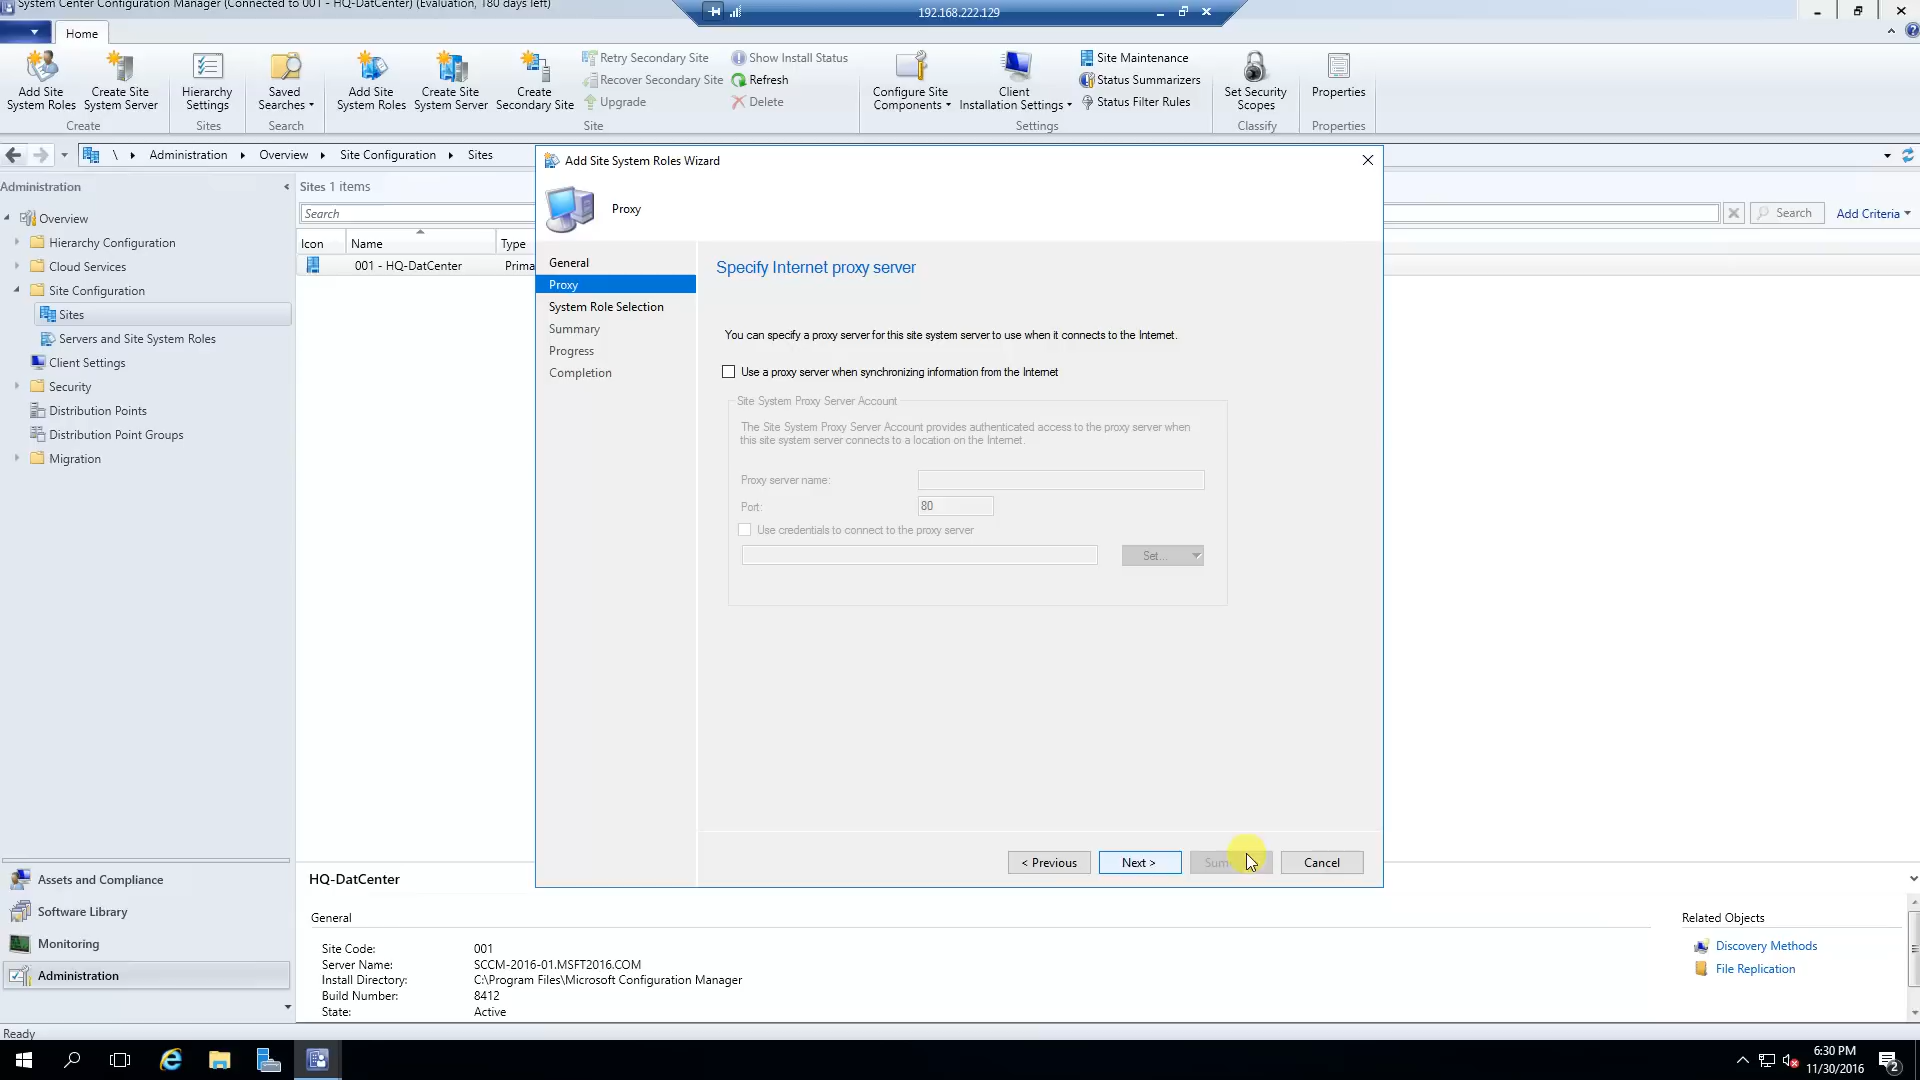 System Center Configuration Manager (Connected to 001 - HQ-DatCenter) (Evaluation, 180 days left)
192.168.222.129
Home
Add Site System Roles
Create Site System Server
Hierarchy Settings
Saved Searches
Add Site System Roles
Create Site System Server
Create Secondary Site
Retry Secondary Site
Recover Secondary Site
Upgrade
Show Install Status
Refresh
Delete
Configure Site Components
Client Installation Settings
Site Maintenance
Status Summarizers
Status Filter Rules
Set Security Scopes
Properties
Create
Sites
Search
Site
Settings
Classify
Properties
\ Administration Overview Site Configuration Sites
Administration
Overview
Hierarchy Configuration
Cloud Services
Site Configuration
Sites
Servers and Site System Roles
Client Settings
Security
Distribution Points
Distribution Point Groups
Migration
Assets and Compliance
Software Library
Monitoring
Administration
Sites 1 items
Search
Search
Add Criteria
Icon Name Type
001 - HQ-DatCenter Prima
Add Site System Roles Wizard
Proxy
General
Proxy
System Role Selection
Summary
Progress
Completion
Specify Internet proxy server
You can specify a proxy server for this site system server to use when it connects to the Internet.
Use a proxy server when synchronizing information from the Internet
Site System Proxy Server Account
The Site System Proxy Server Account provides authenticated access to the proxy server when
this site system server connects to a location on the Internet.
Proxy server name:
Port: 80
Use credentials to connect to the proxy server
Set...
< Previous Next > Sum Cancel
HQ-DatCenter
General
Site Code: 001
Server Name: SCCM-2016-01.MSFT2016.COM
Install Directory: C:\Program Files\Microsoft Configuration Manager
Build Number: 8412
State: Active
Related Objects
Discovery Methods
File Replication
Ready
6:30 PM
11/30/2016
2